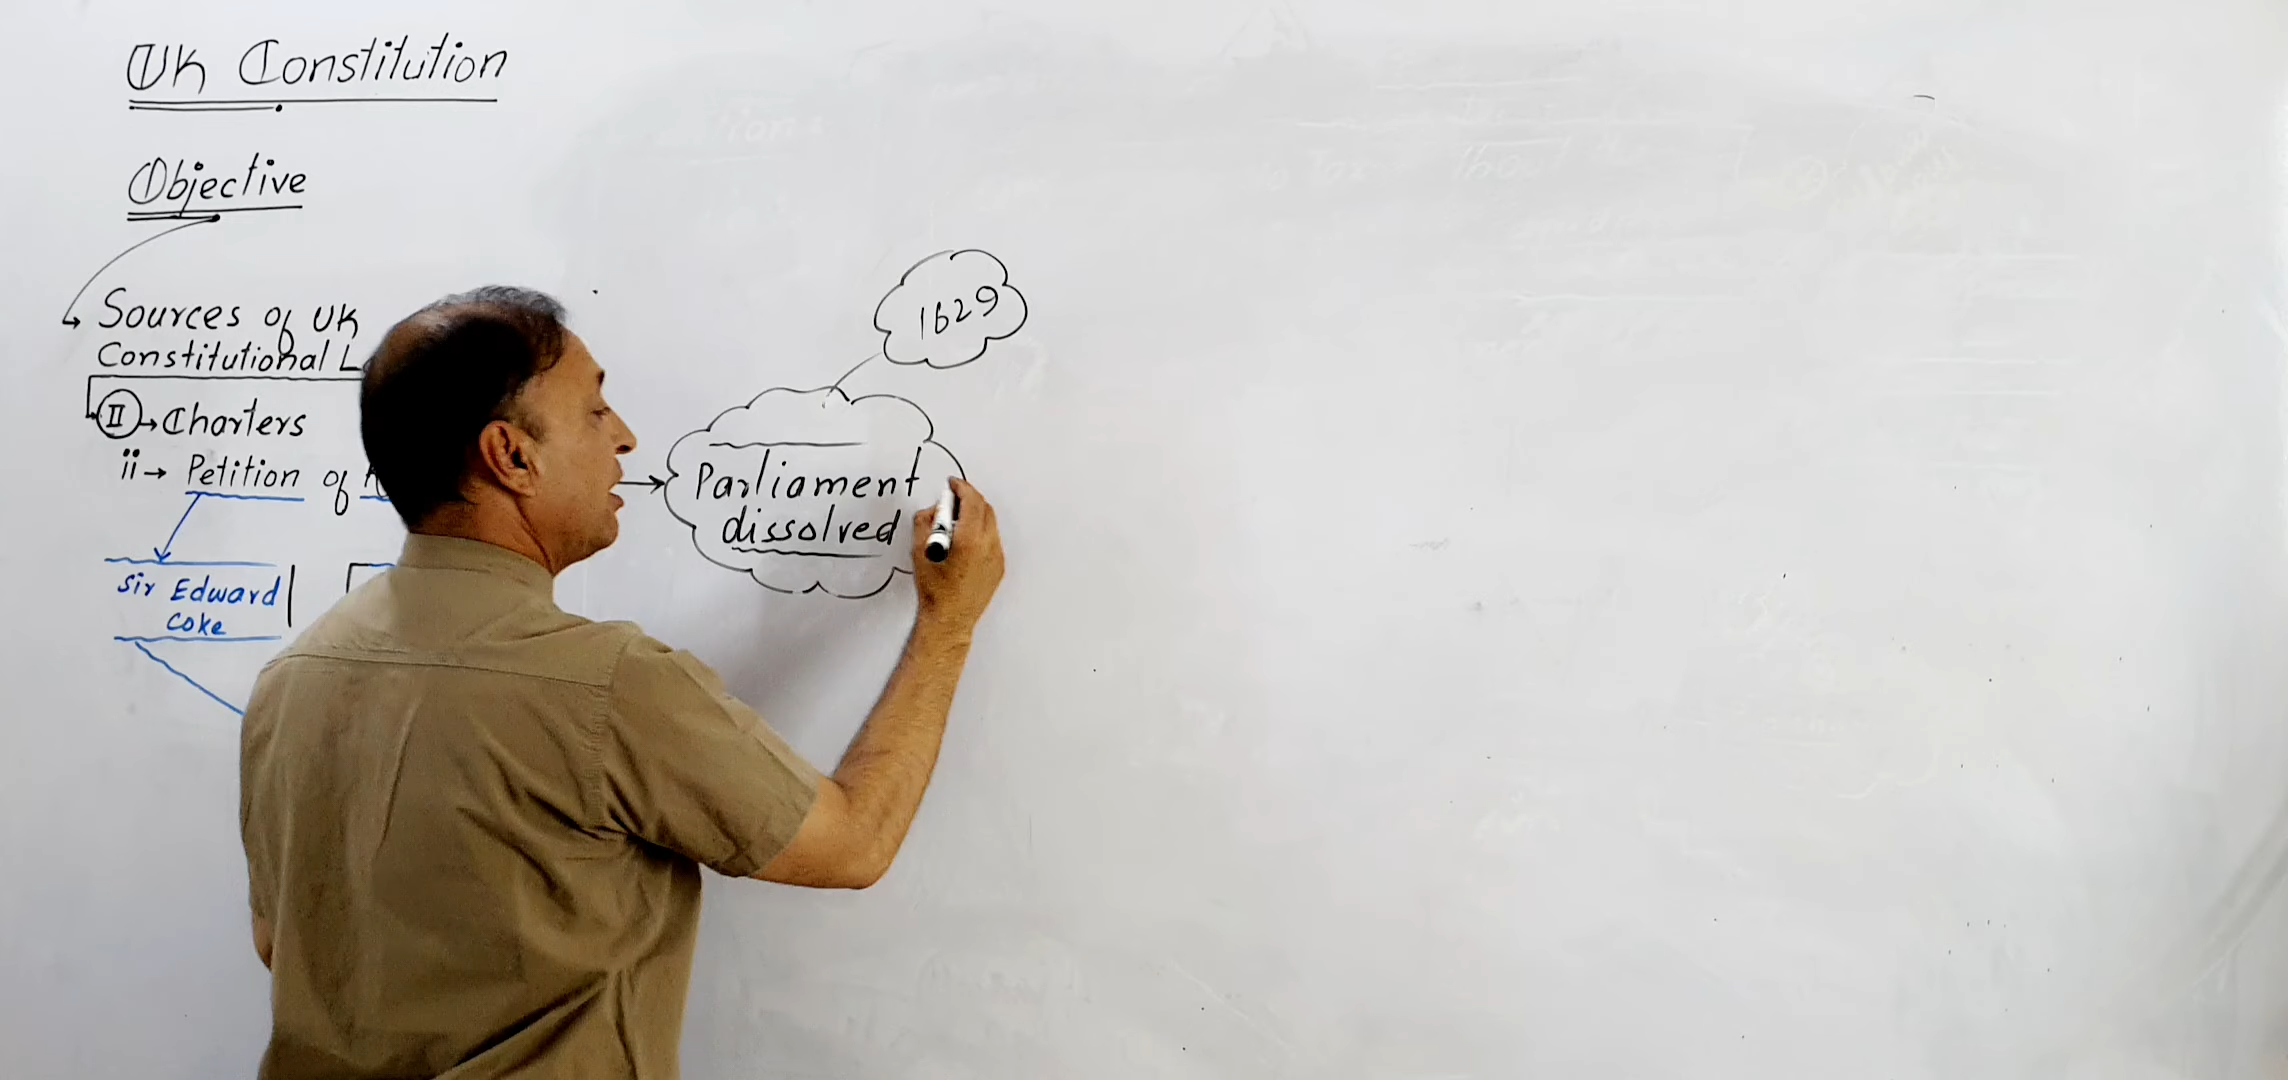 UK Constitution
Objective
Sources of UK
Constitutional
II → Charters
ii → Petition of
Sir Edward
Coke
1629
Parliament
dissolved